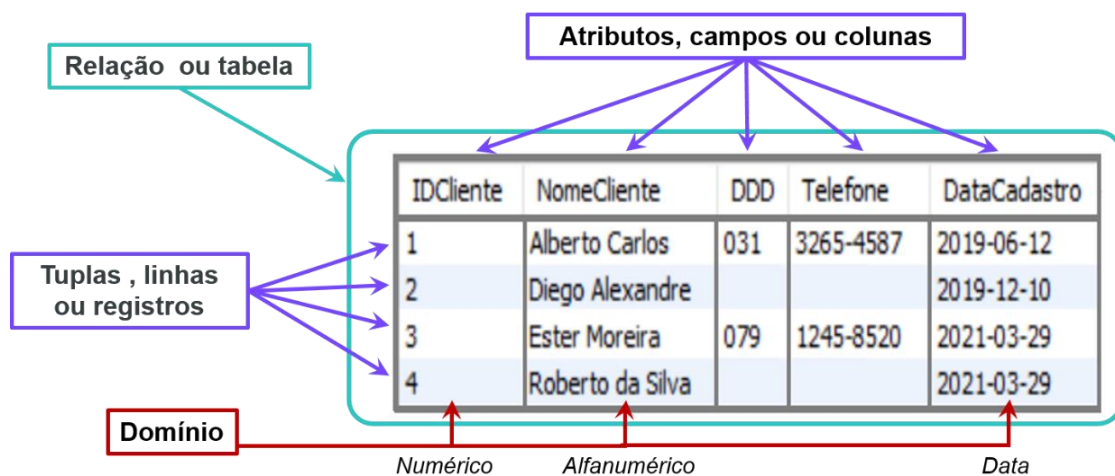 Atributos, campos ou colunas
Relação ou tabela
IDCliente NomeCliente DDD Telefone DataCadastro
1 Alberto Carlos 031 3265-4587 2019-06-12
Tuplas , linhas
ou registros
2 Diego Alexandre 2019-12-10
3 Ester Moreira 079 1245-8520 2021-03-29
4 Roberto da Silva 2021-03-29
Domínio
Numérico Alfanumérico Data